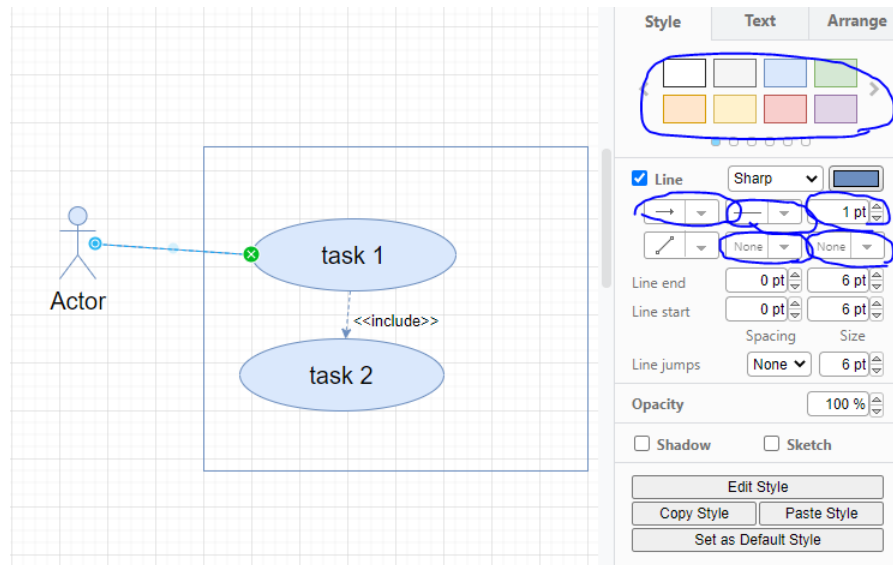 Style Text Arrange
Line Sharp
1 pt
None None
task 1
Actor
<<include>>
task 2
Line end 0 pt 6 pt
Line start 0 pt 6 pt
Spacing Size
Line jumps None 6 pt
Opacity 100 %
Shadow Sketch
Edit Style
Copy Style Paste Style
Set as Default Style